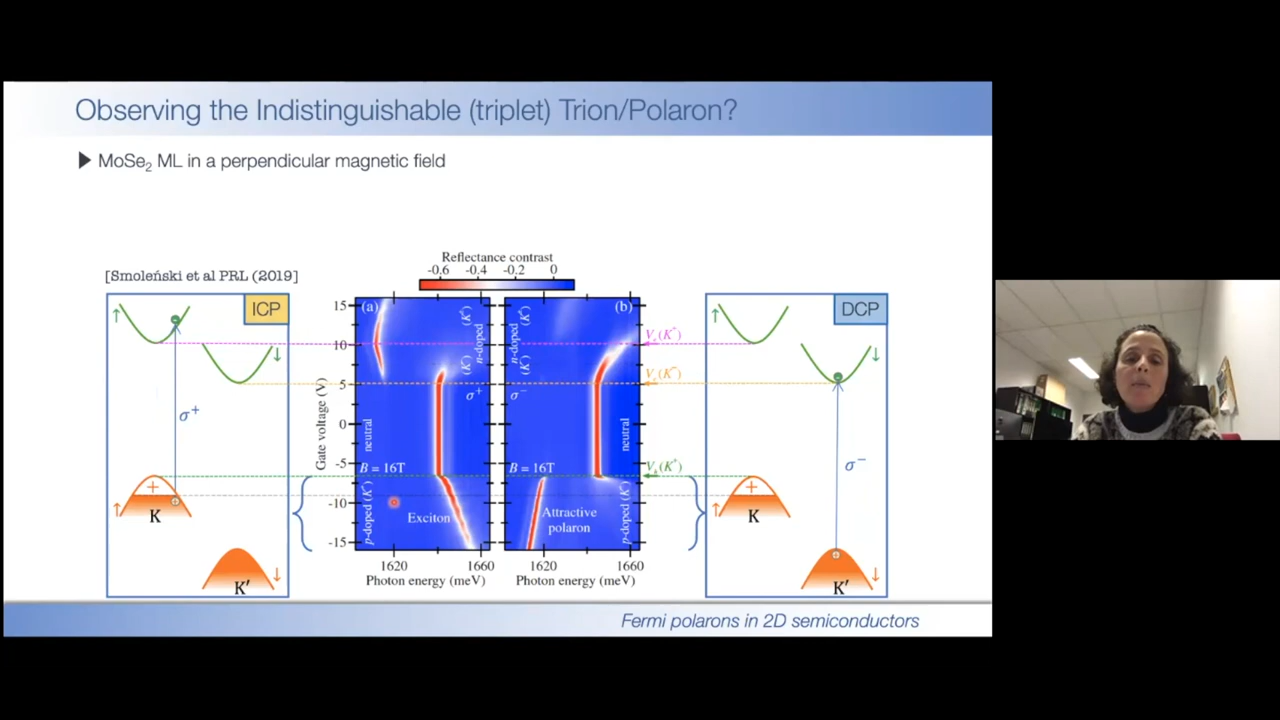 Observing the Indistinguishable (triplet) Trion/Polaron?
▶ MoSe₂ ML in a perpendicular magnetic field
[Smoleński et al PRL (2019]
ICP
↑
↓
σ⁺
+
↑ K
K′ ↓
Reflectance contrast
-0.6 -0.4 -0.2 0
(a)
(b)
Gate voltage (V)
15
10
5
0
-5
-10
-15
n-doped
(K⁺)
(K⁻)
σ⁺
neutral
B = 16T
p-doped (K⁺)
Exciton
1620 1660
Photon energy (meV)
n-doped
(K⁺)
(K⁻)
σ⁻
neutral
B = 16T
Attractive
polaron
p-doped (K⁺)
1620 1660
Photon energy (meV)
DCP
↑
↓
σ⁻
+
↑ K
K′ ↓
Fermi polarons in 2D semiconductors